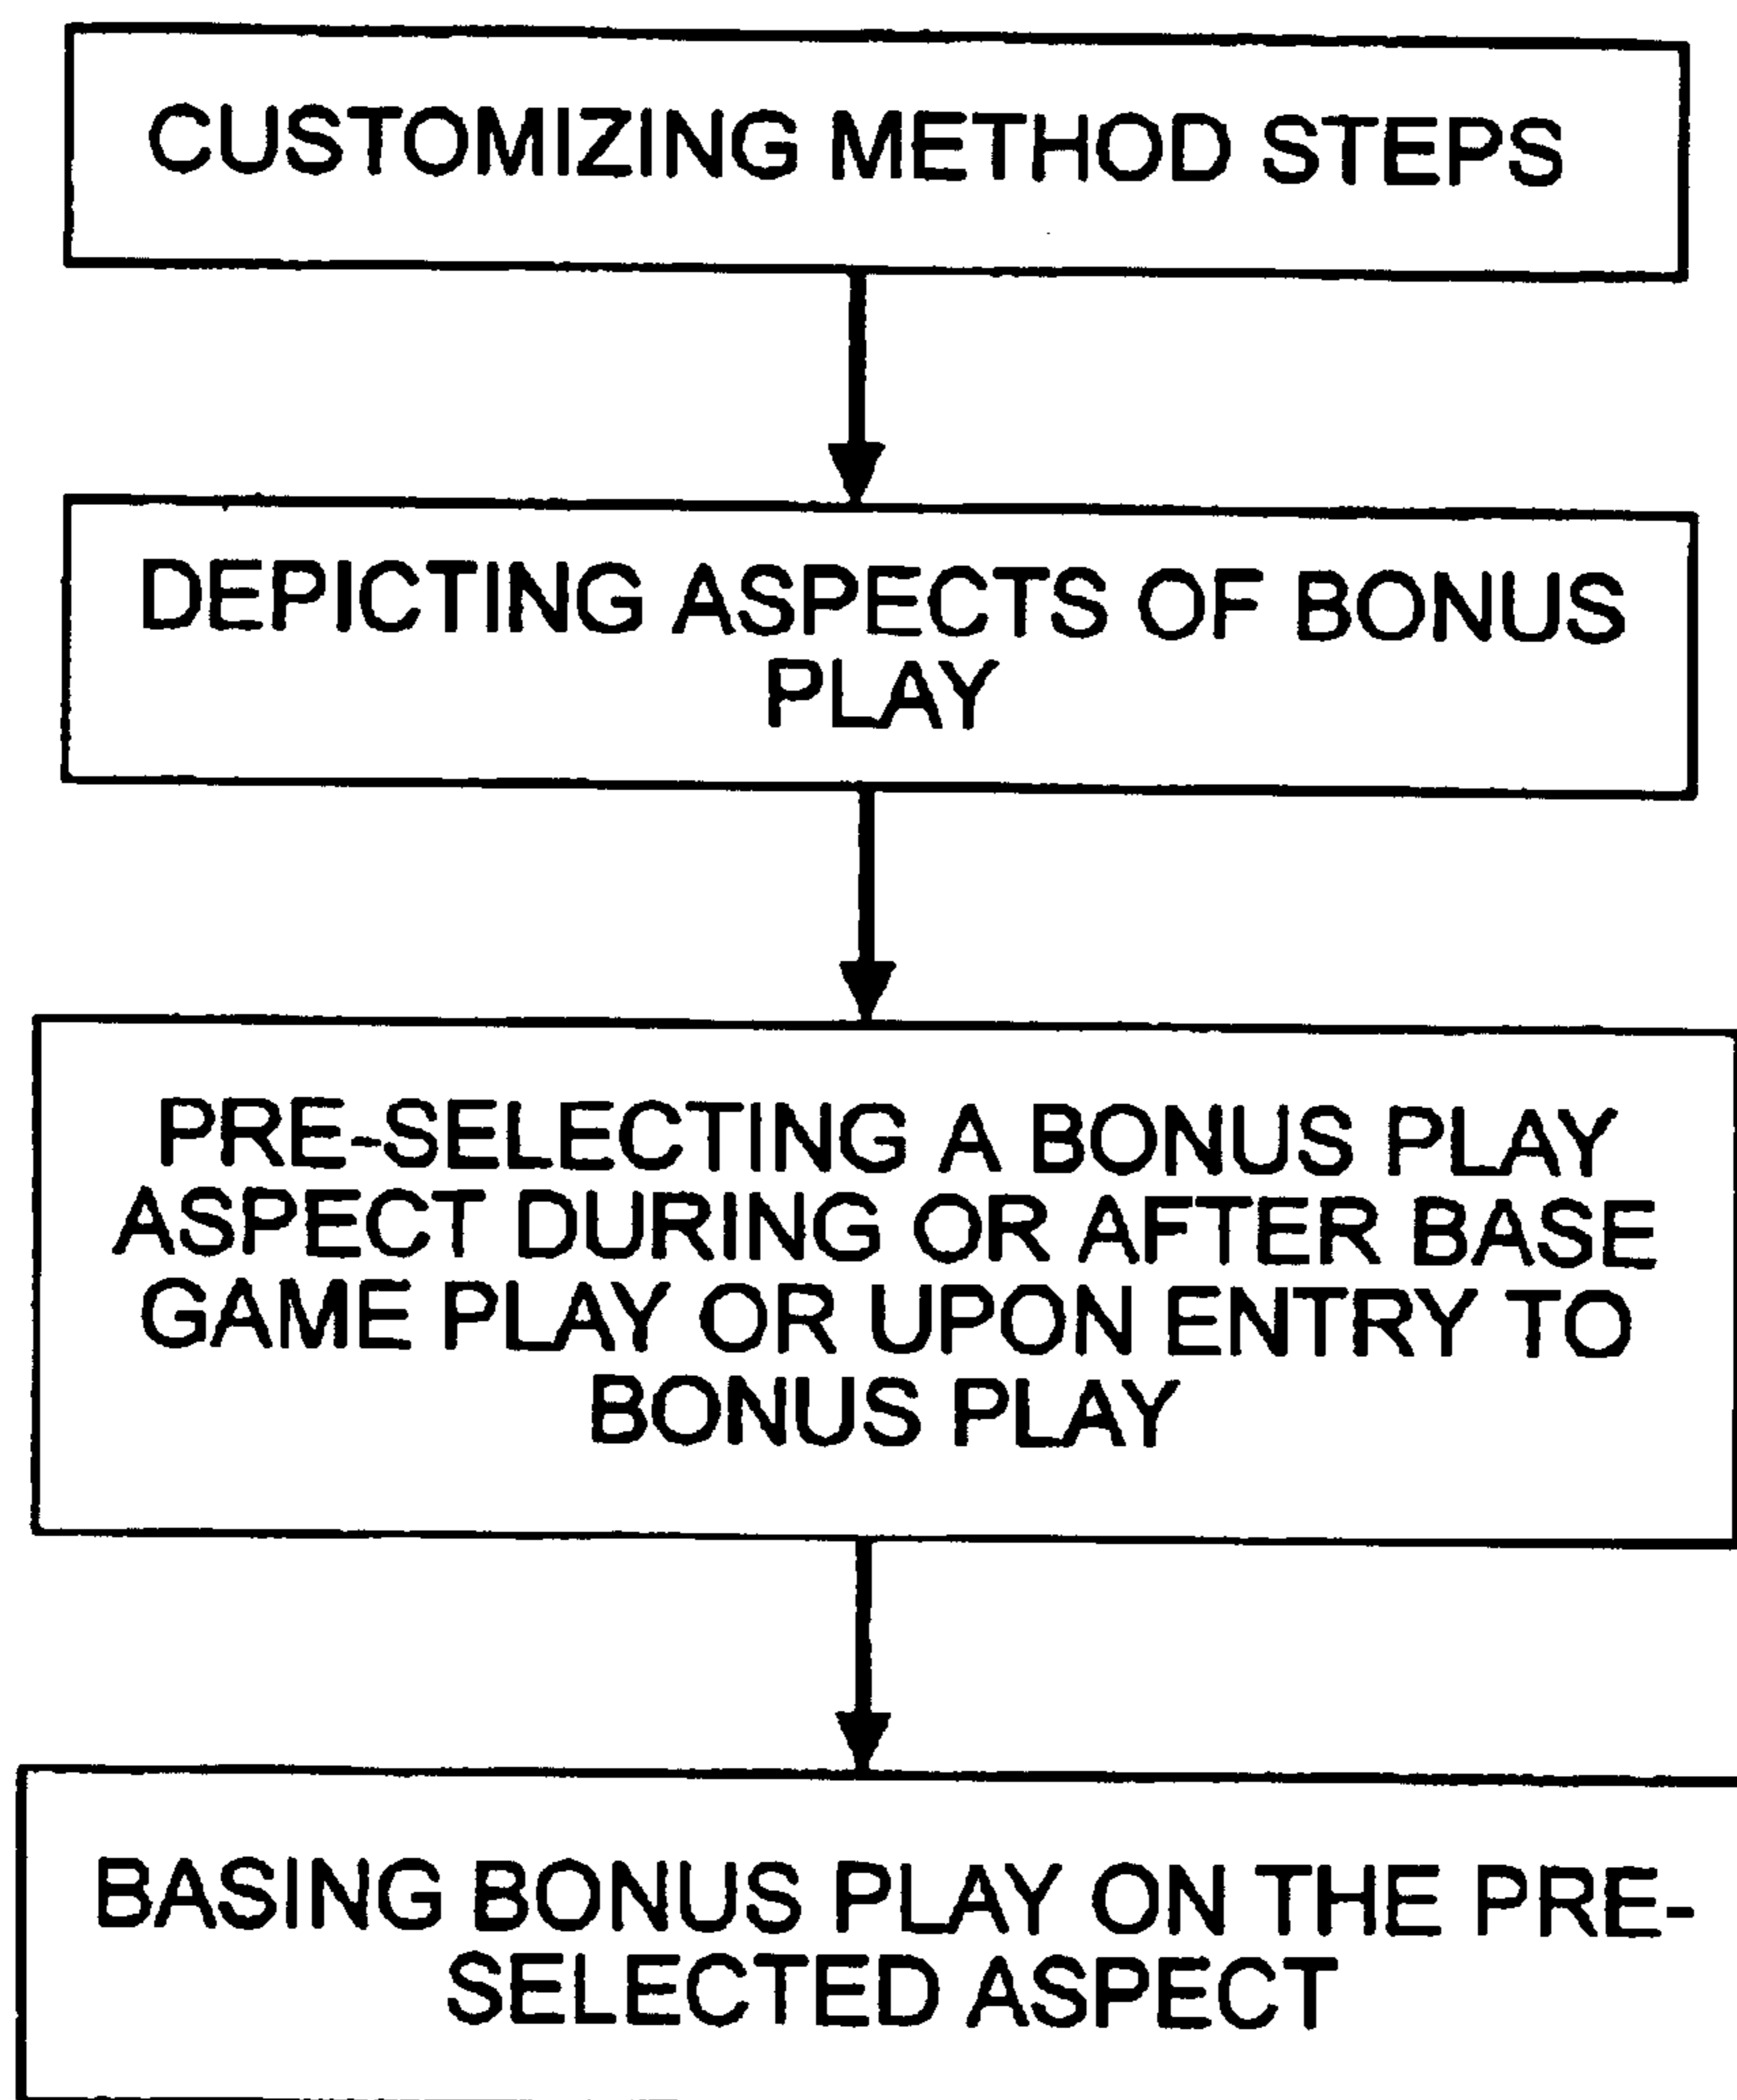 CUSTOMIZING METHOD STEPS
DEPICTING ASPECTS OF BONUS
PLAY
PRE-SELECTING A BONUS PLAY
ASPECT DURING OR AFTER BASE
GAME PLAY OR UPON ENTRY TO
BONUS PLAY
BASING BONUS PLAY ON THE PRE-
SELECTED ASPECT